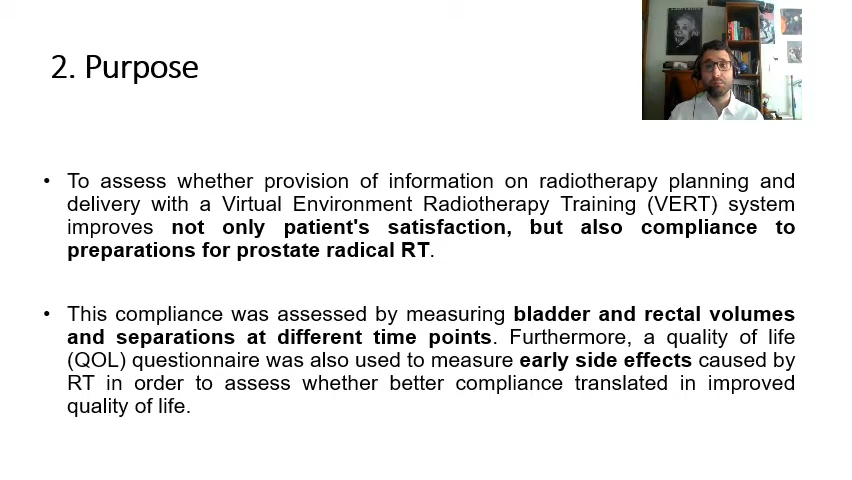 2. Purpose
• To assess whether provision of information on radiotherapy planning and
delivery with a Virtual Environment Radiotherapy Training (VERT) system
improves not only patient's satisfaction, but also compliance to
preparations for prostate radical RT.
• This compliance was assessed by measuring bladder and rectal volumes
and separations at different time points. Furthermore, a quality of life
(QOL) questionnaire was also used to measure early side effects caused by
RT in order to assess whether better compliance translated in improved
quality of life.